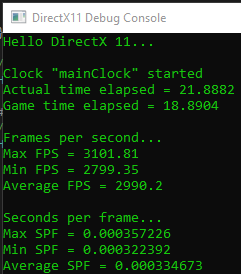 DirectX11 Debug Console
Hello DirectX 11...
Clock "mainClock" started
Actual time elapsed = 21.8882
Game time elapsed = 18.8904
Frames per second...
Max FPS = 3101.81
Min FPS = 2799.35
Average FPS = 2990.2
Seconds per frame...
Max SPF = 0.000357226
Min SPF = 0.000322392
Average SPF = 0.000334673